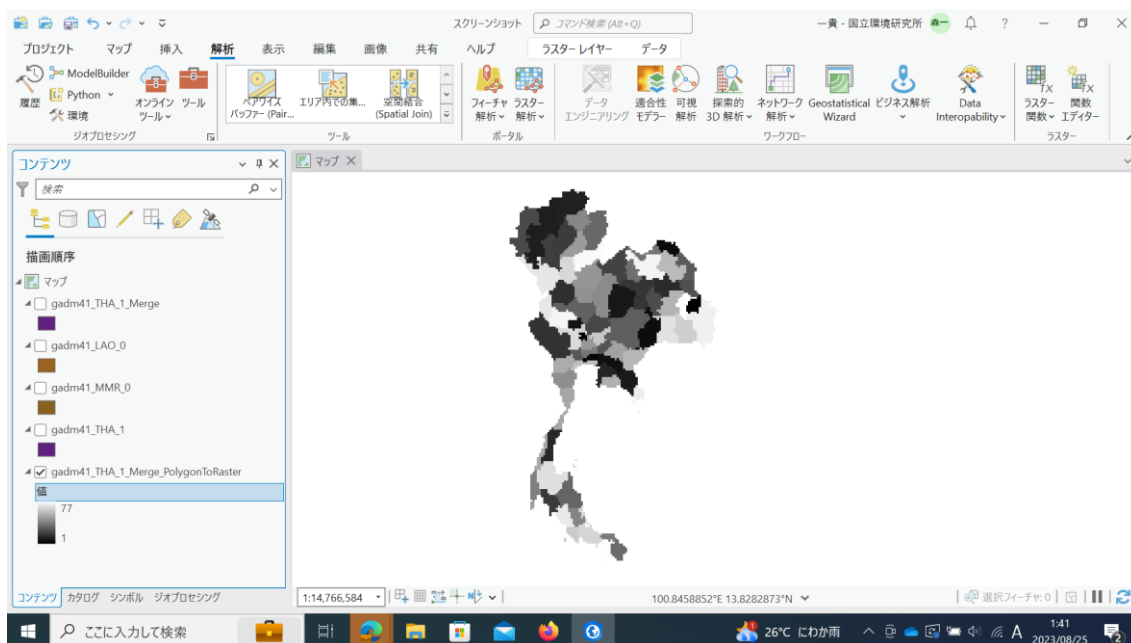 スクリーンショット
コマンド検索 (Alt+Q)
一貴 - 国立環境研究所
プロジェクト マップ 挿入 解析 表示 編集 画像 共有 ヘルプ ラスター レイヤー データ
履歴
ModelBuilder
Python
環境
オンライン ツール
ツール
ジオプロセシング
ペアワイズ バッファー (Pair...
エリア内での集...
空間結合 (Spatial Join)
ツール
フィーチャ 解析
ラスター 解析
ポータル
データ エンジニアリング
適合性 モデラー
可視 解析
探索的 3D 解析
ネットワーク 解析
Geostatistical Wizard
ビジネス解析
Data Interoperability
ワークフロー
ラスター 関数
関数 エディター
ラスター
コンテンツ
マップ
検索
描画順序
マップ
gadm41_THA_1_Merge
gadm41_LAO_0
gadm41_MMR_0
gadm41_THA_1
gadm41_THA_1_Merge_PolygonToRaster
値
77
1
コンテンツ カタログ シンボル ジオプロセシング
1:14,766,584
100.8458852°E 13.8282873°N
選択フィーチャ: 0
ここに入力して検索
26°C にわか雨
A
1:41
2023/08/25
2